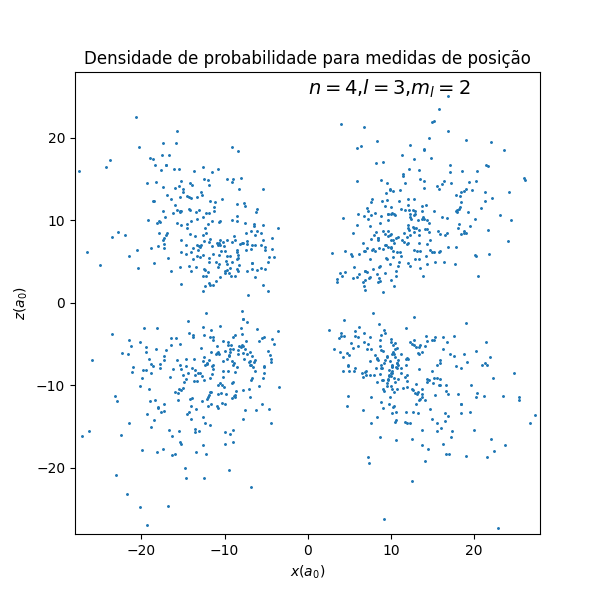 Densidade de probabilidade para medidas de posição
n = 4,l = 3,m_l = 2
20
10
0
−10
−20
z(a_0)
−20 −10 0 10 20
x(a_0)